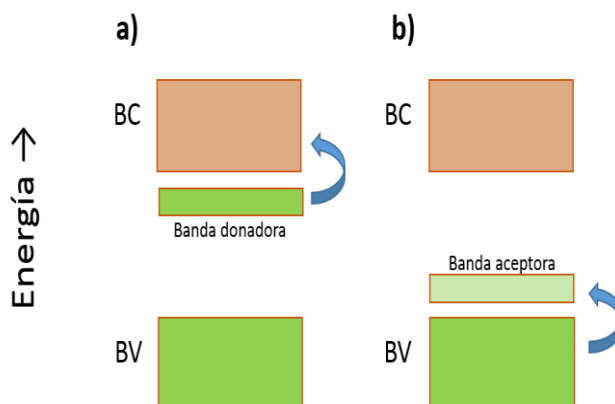 a)
b)
BC
BC
Banda donadora
Banda aceptora
BV
BV
Energía →